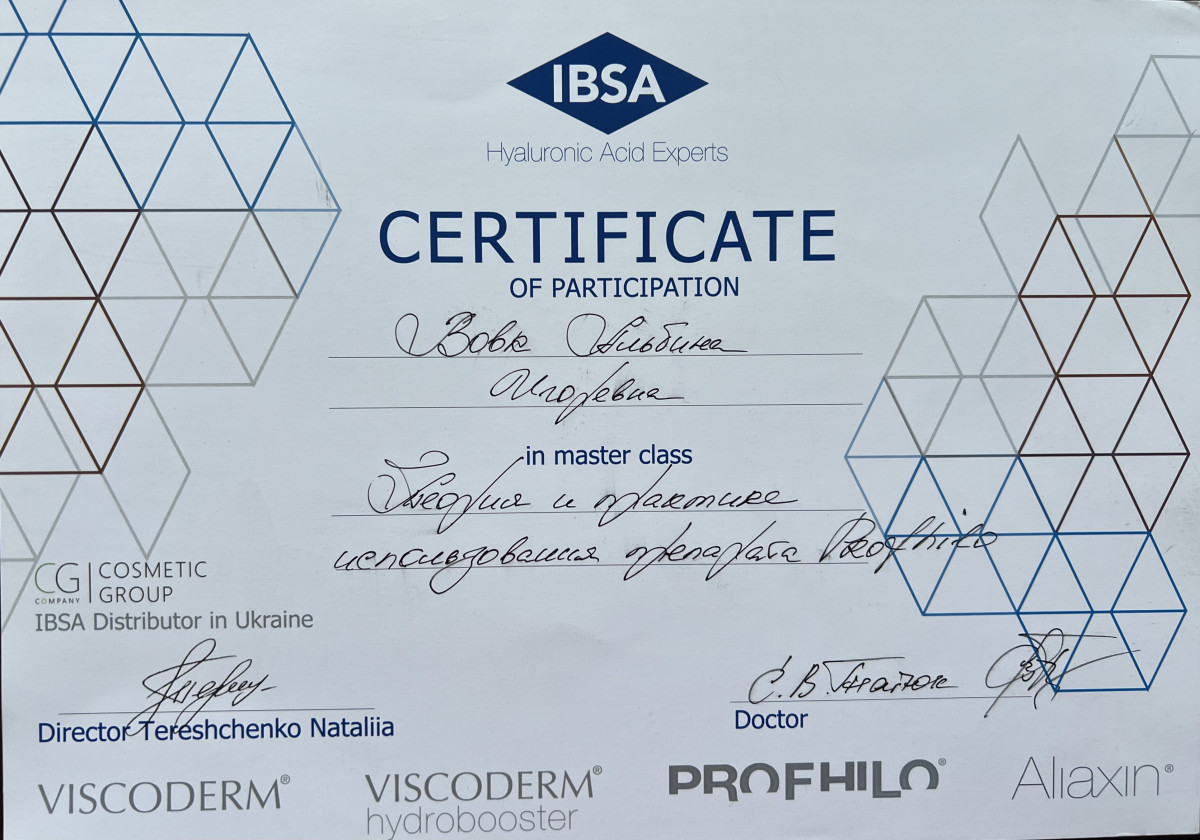 IBSA
Hyaluronic Acid Experts
CERTIFICATE
OF PARTICIPATION
Вовк Альбина
Игоревна
in master class
Теория и практика
использования препарата Profhilo
CG COSMETIC
COMPANY GROUP
IBSA Distributor in Ukraine
С.В.
Director Tereshchenko Nataliia
Doctor
VISCODERM®
VISCODERM®
hydrobooster
PROFHILO®
Aliaxin®